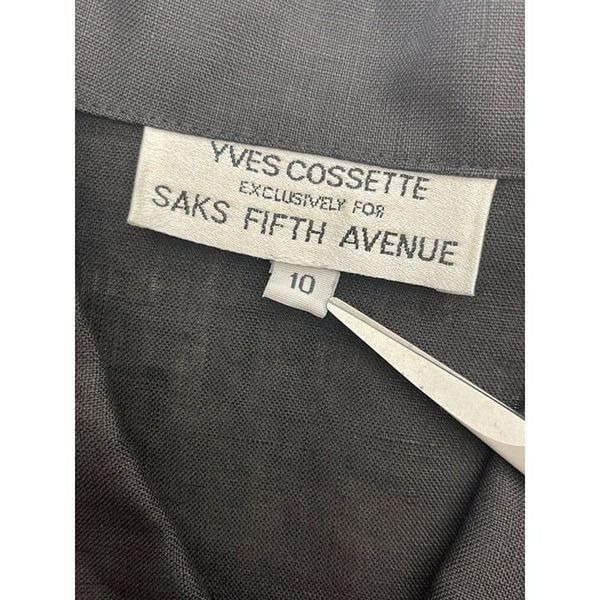 YVES COSSETTE
EXCLUSIVELY FOR
SAKS FIFTH AVENUE
10